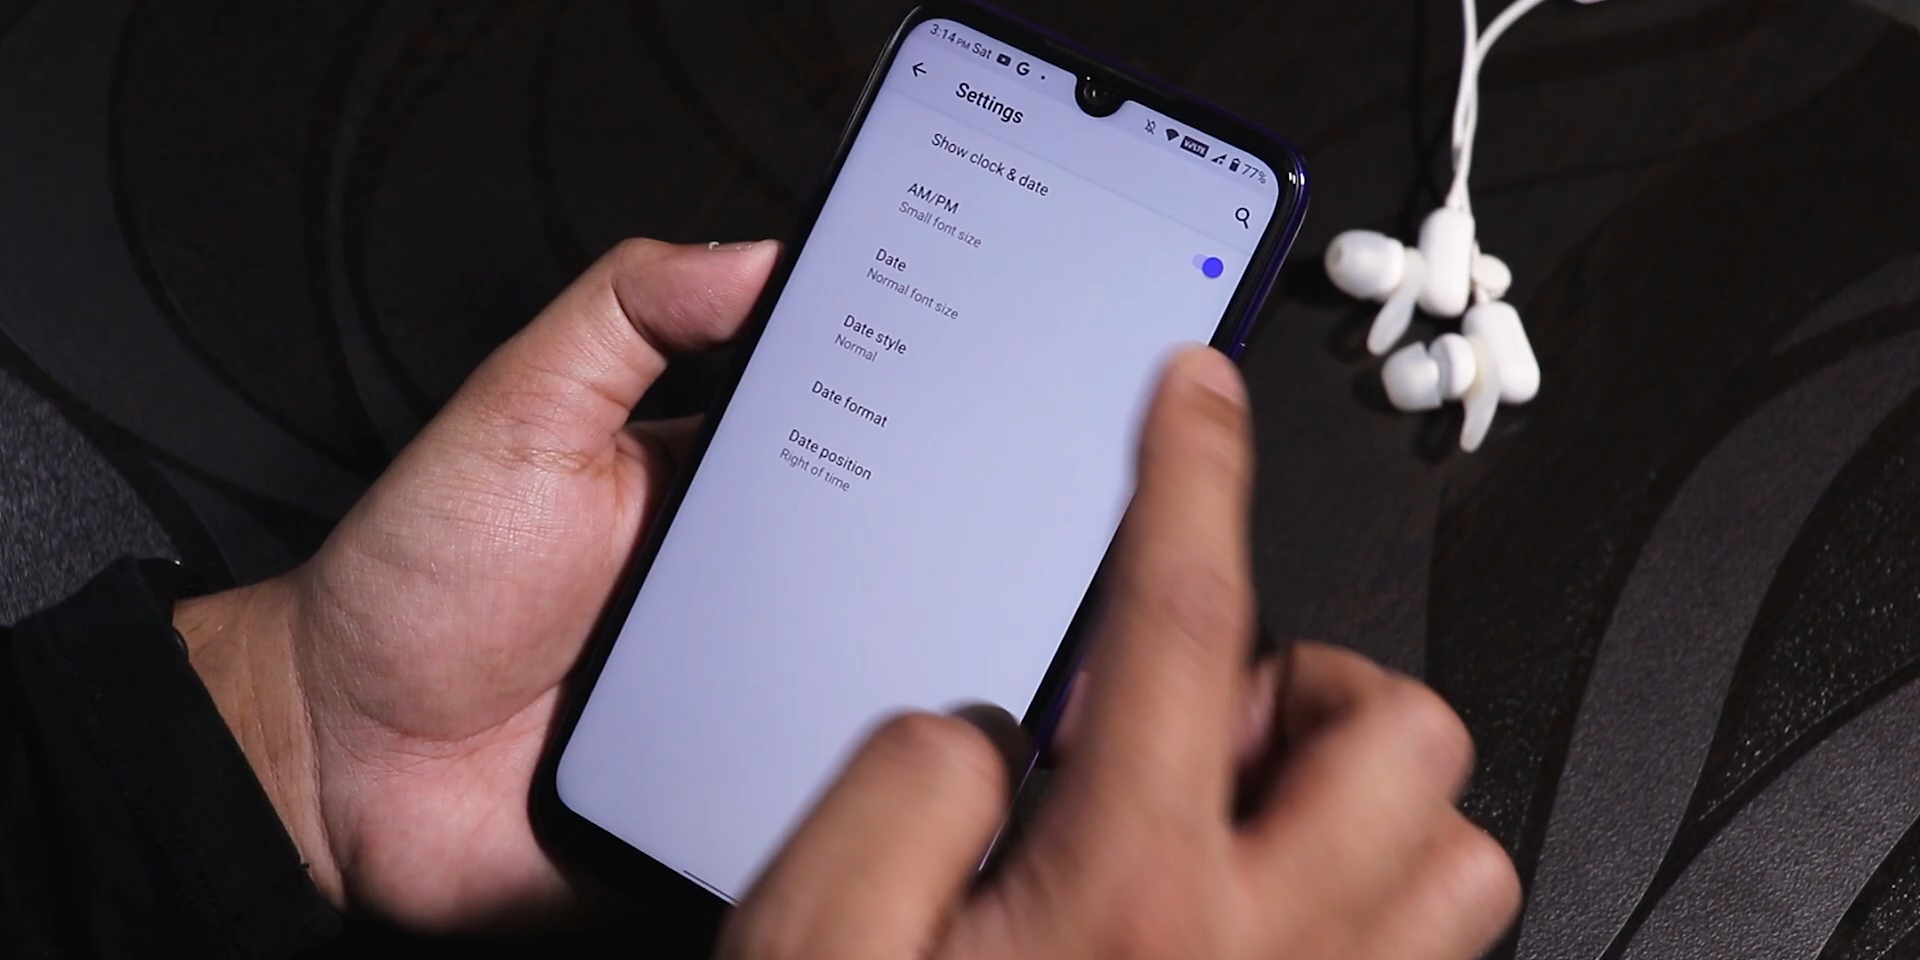 3:14 PM Sat G
VoLTE 77%
Settings
Show clock & date
AM/PM
Small font size
Date
Normal font size
Date style
Normal
Date format
Date position
Right of time